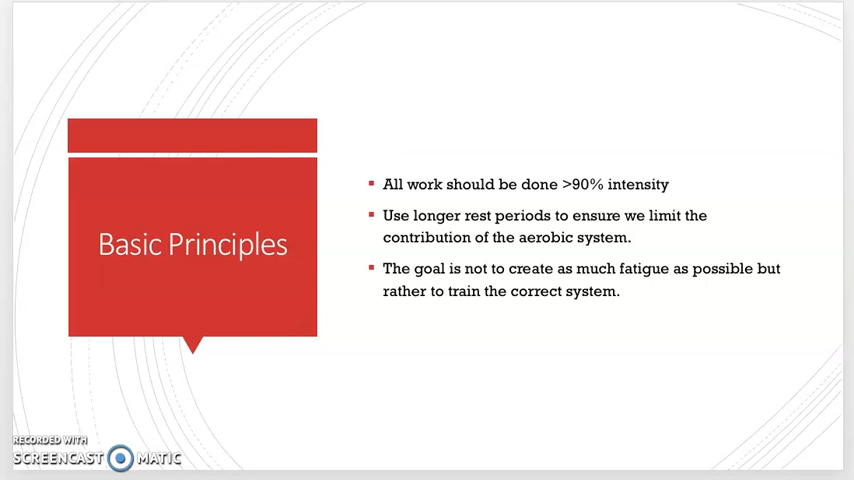 Basic Principles
All work should be done >90% intensity
Use longer rest periods to ensure we limit the
contribution of the aerobic system.
The goal is not to create as much fatigue as possible but
rather to train the correct system.
RECORDED WITH
SCREENCAST MATIC